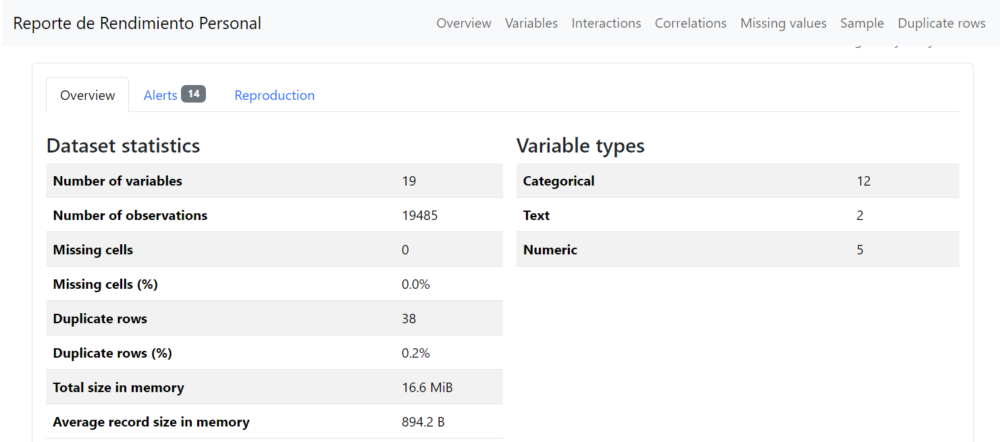 Reporte de Rendimiento Personal
Overview Variables Interactions Correlations Missing values Sample Duplicate rows
Overview Alerts 14 Reproduction
Dataset statistics
Number of variables 19
Number of observations 19485
Missing cells 0
Missing cells (%) 0.0%
Duplicate rows 38
Duplicate rows (%) 0.2%
Total size in memory 16.6 MiB
Average record size in memory 894.2 B
Variable types
Categorical 12
Text 2
Numeric 5